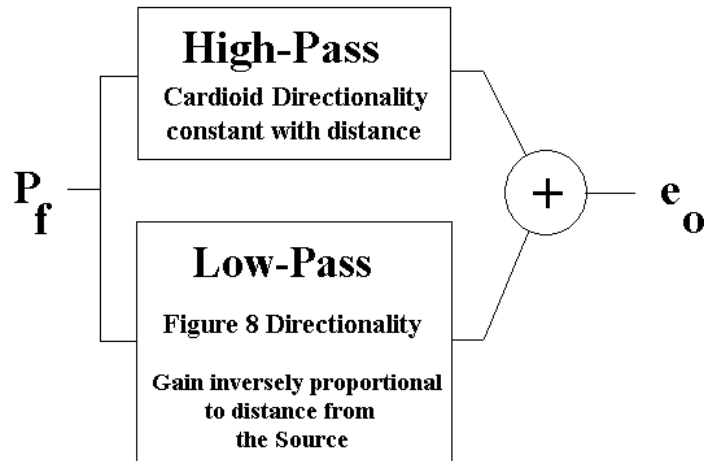 High-Pass
Cardioid Directionality
constant with distance
P
f
+
e
o
Low-Pass
Figure 8 Directionality
Gain inversely proportional
to distance from
the Source